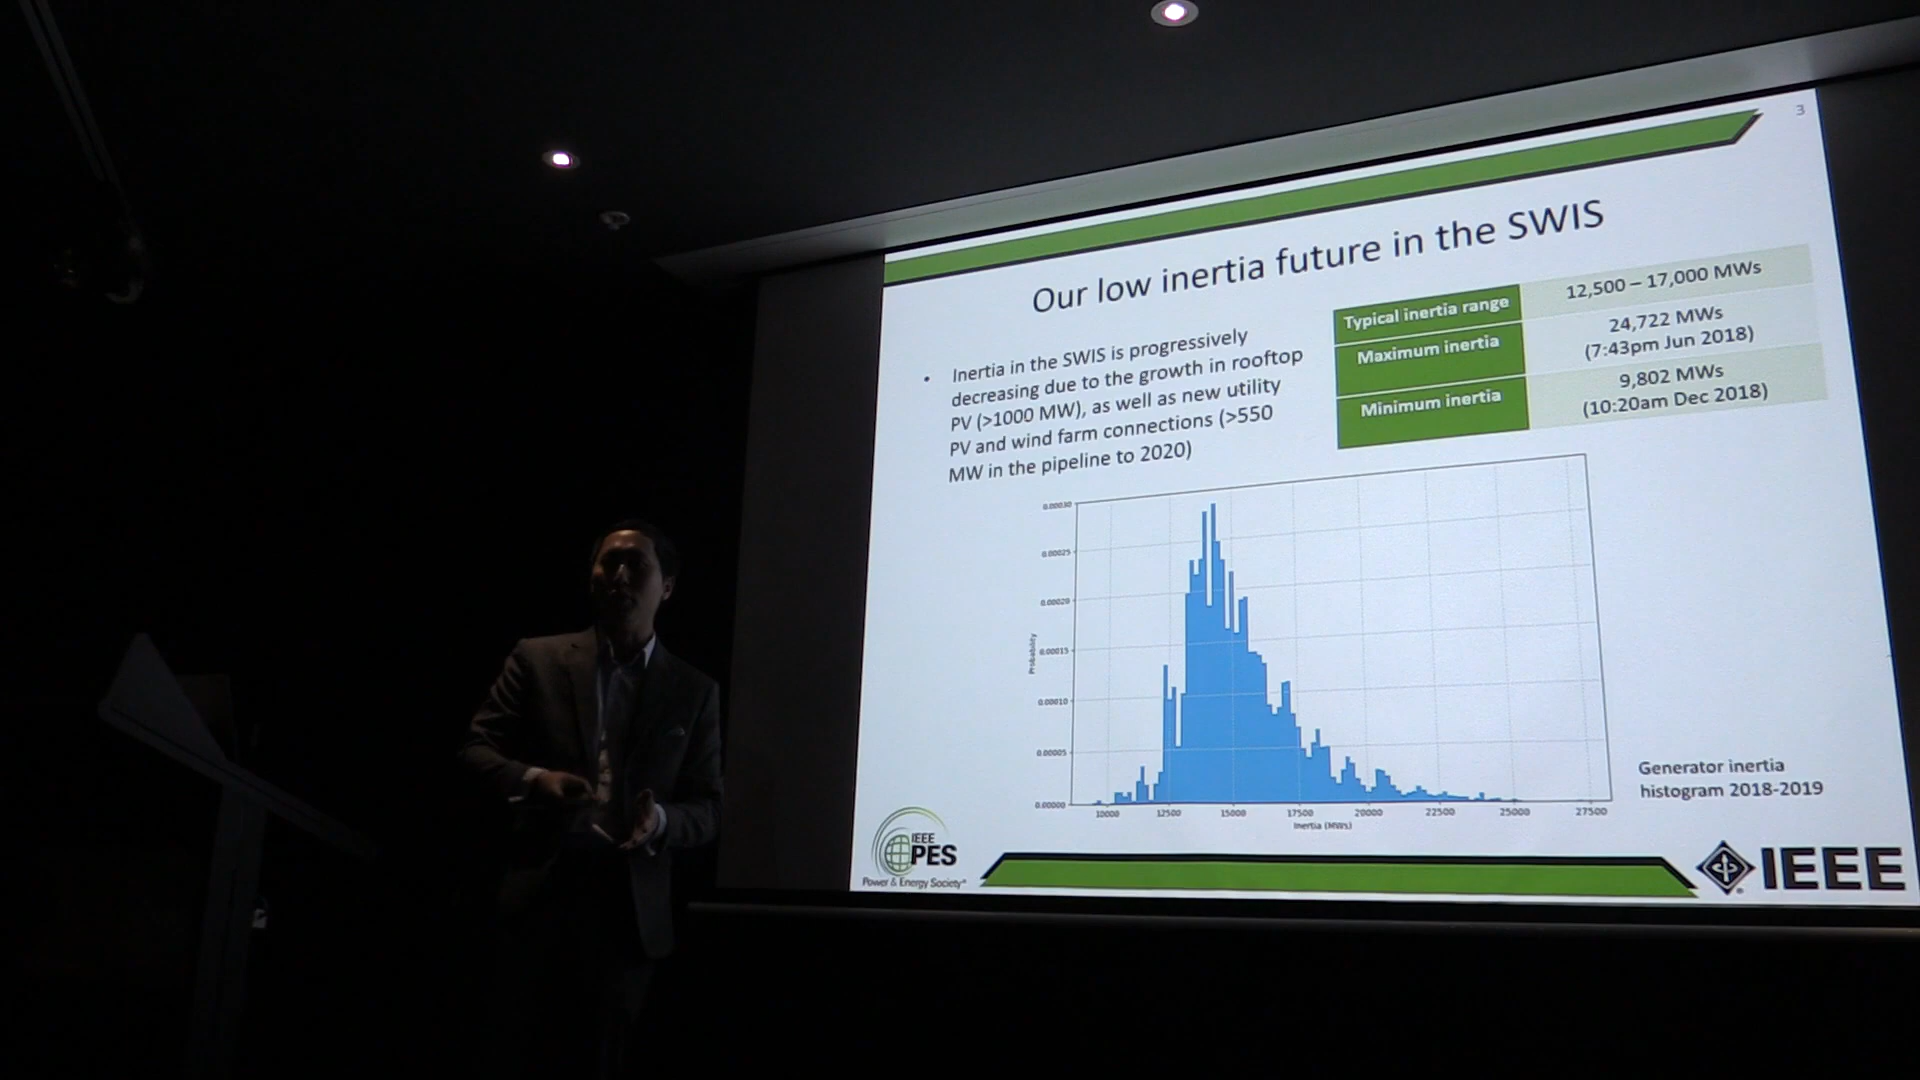 3
Our low inertia future in the SWIS
• Inertia in the SWIS is progressively
decreasing due to the growth in rooftop
PV (>1000 MW), as well as new utility
PV and wind farm connections (>550
MW in the pipeline to 2020)
Typical inertia range 12,500 – 17,000 MWs
Maximum inertia 24,722 MWs
(7:43pm Jun 2018)
Minimum inertia 9,802 MWs
(10:20am Dec 2018)
0.00030
0.00025
0.00020
0.00015
0.00010
0.00005
0.00000
Probability
10000 12500 15000 17500 20000 22500 25000 27500
Inertia (MWs)
Generator inertia
histogram 2018-2019
IEEE
PES
Power & Energy Society®
IEEE